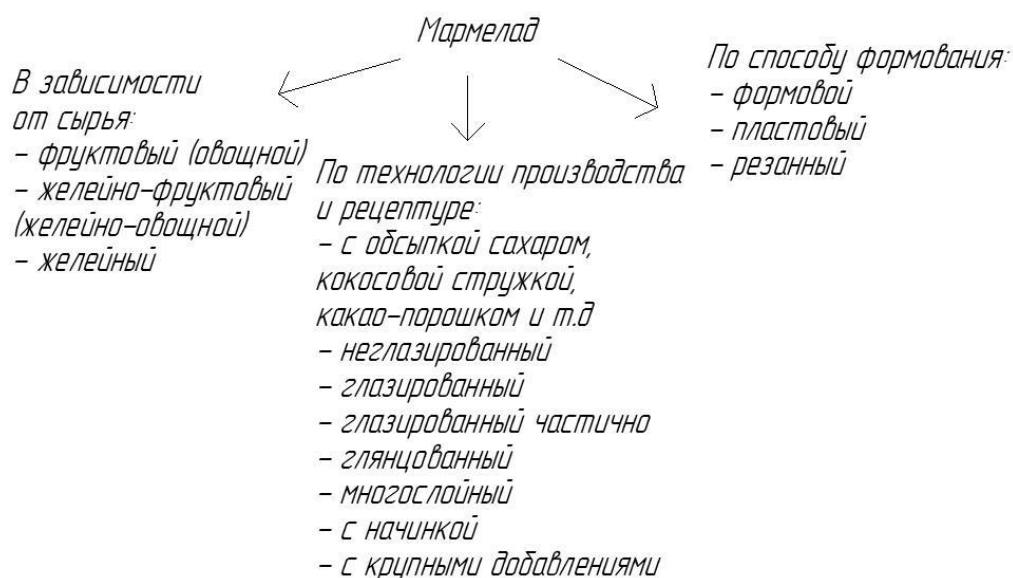 Мармелад
В зависимости
от сырья:
- фруктовый (овощной)
- желейно-фруктовый
(желейно-овощной)
- желейный
По технологии производства
и рецептуре:
- с обсыпкой сахаром,
кокосовой стружкой,
какао-порошком и т.д
- неглазированный
- глазированный
- глазированный частично
- глянцованный
- многослойный
- с начинкой
- с крупными добавлениями
По способу формования:
- формовой
- пластовый
- резанный